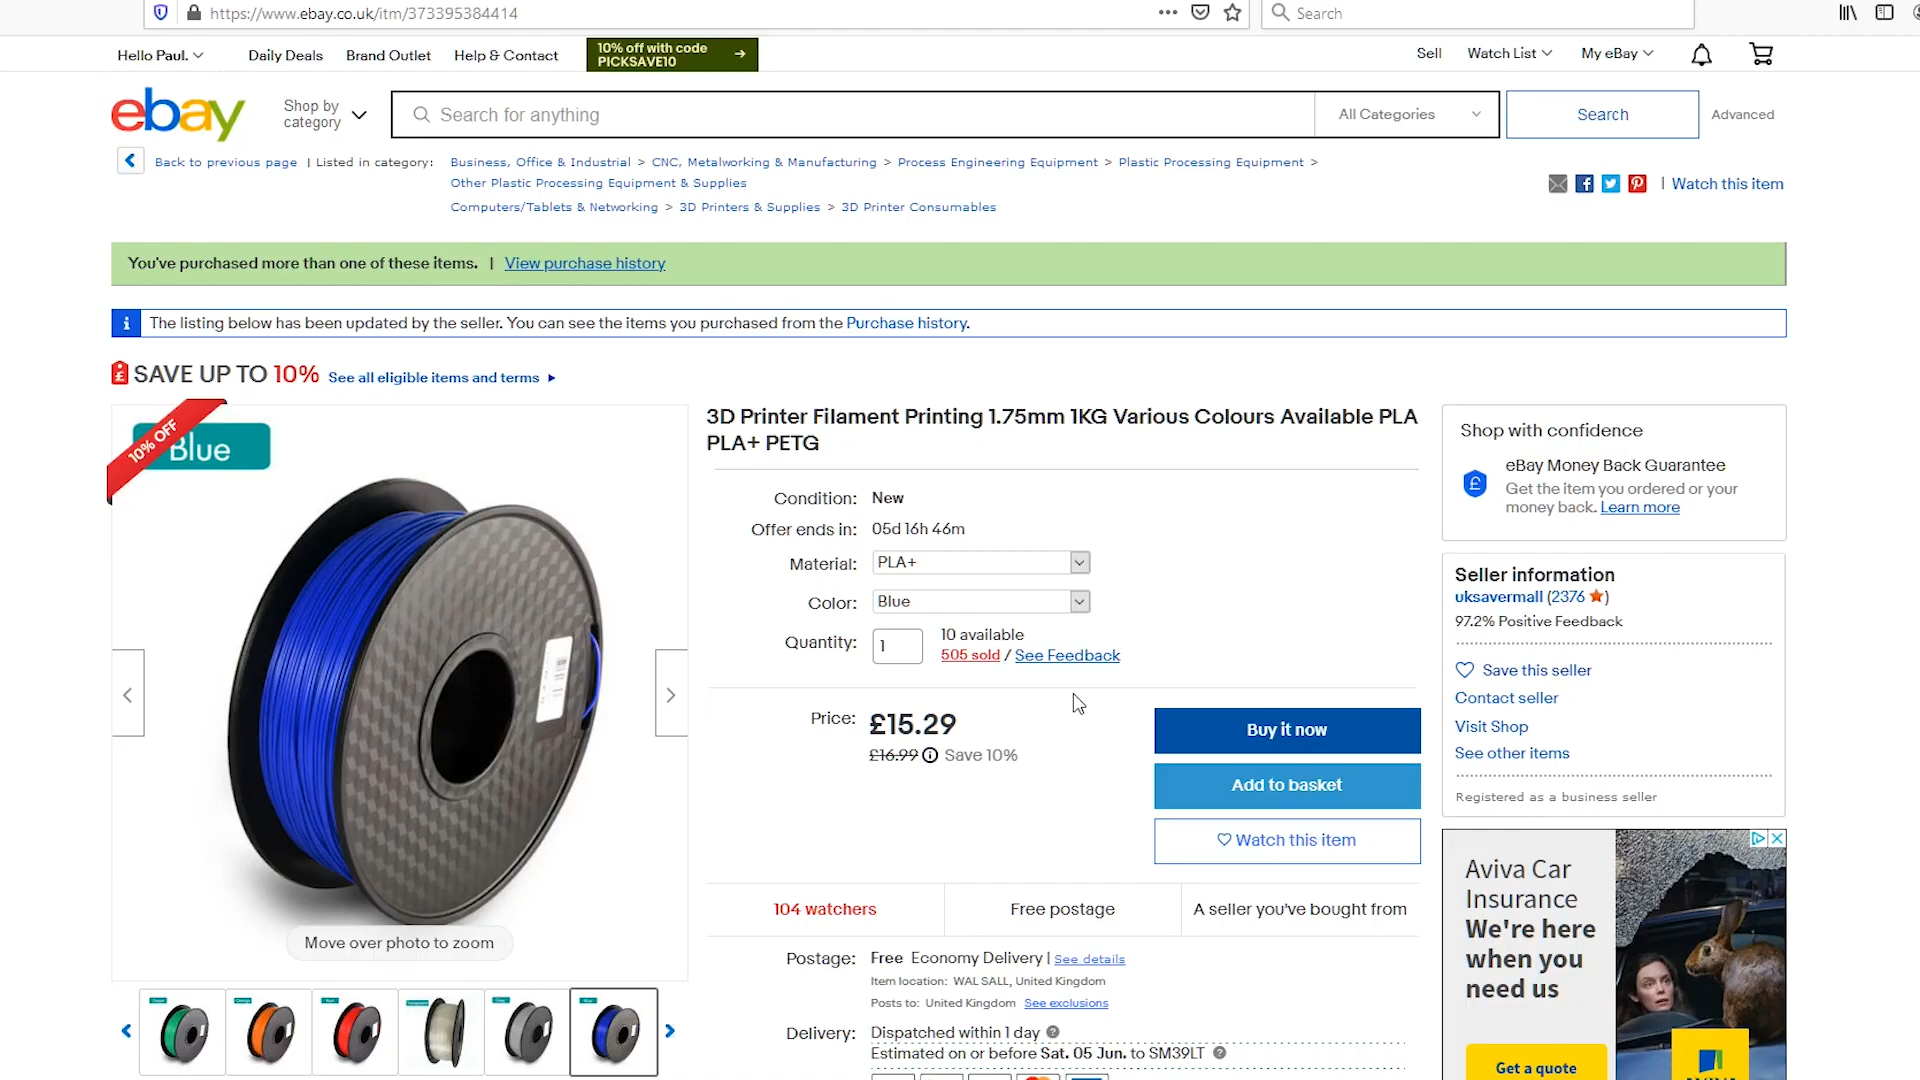 https://www.ebay.co.uk/itm/373395384414
Search
Hello Paul.
Daily Deals
Brand Outlet
Help & Contact
10% off with code
PICKSAVE10
Sell
Watch List
My eBay
ebay
Shop by
category
Search for anything
All Categories
Search
Advanced
Back to previous page | Listed in category:
Business, Office & Industrial > CNC, Metalworking & Manufacturing > Process Engineering Equipment > Plastic Processing Equipment >
Other Plastic Processing Equipment & Supplies
Computers/Tablets & Networking > 3D Printers & Supplies > 3D Printer Consumables
| Watch this item
You've purchased more than one of these items. | View purchase history
i The listing below has been updated by the seller. You can see the items you purchased from the Purchase history.
£ SAVE UP TO 10% See all eligible items and terms
10% OFF
Blue
Move over photo to zoom
3D Printer Filament Printing 1.75mm 1KG Various Colours Available PLA
PLA+ PETG
Condition: New
Offer ends in: 05d 16h 46m
Material: PLA+
Color: Blue
Quantity: 1
10 available
505 sold / See Feedback
Price: £15.29
£16.99 Save 10%
Buy it now
Add to basket
Watch this item
104 watchers
Free postage
A seller you've bought from
Postage: Free Economy Delivery | See details
Item location: WAL SALL, United Kingdom
Posts to: United Kingdom See exclusions
Delivery: Dispatched within 1 day
Estimated on or before Sat. 05 Jun. to SM39LT
Shop with confidence
£
eBay Money Back Guarantee
Get the item you ordered or your
money back. Learn more
Seller information
uksavermall (2376)
97.2% Positive Feedback
Save this seller
Contact seller
Visit Shop
See other items
Registered as a business seller
Aviva Car
Insurance
We're here
when you
need us
Get a quote